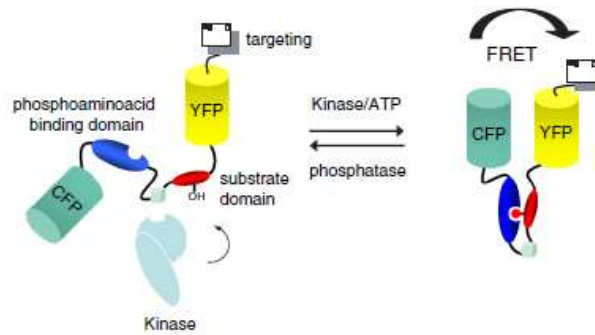 targeting
FRET
phosphoaminoacid
binding domain
YFP
Kinase/ATP
CFP
YFP
phosphatase
CFP
substrate
domain
OH
Kinase